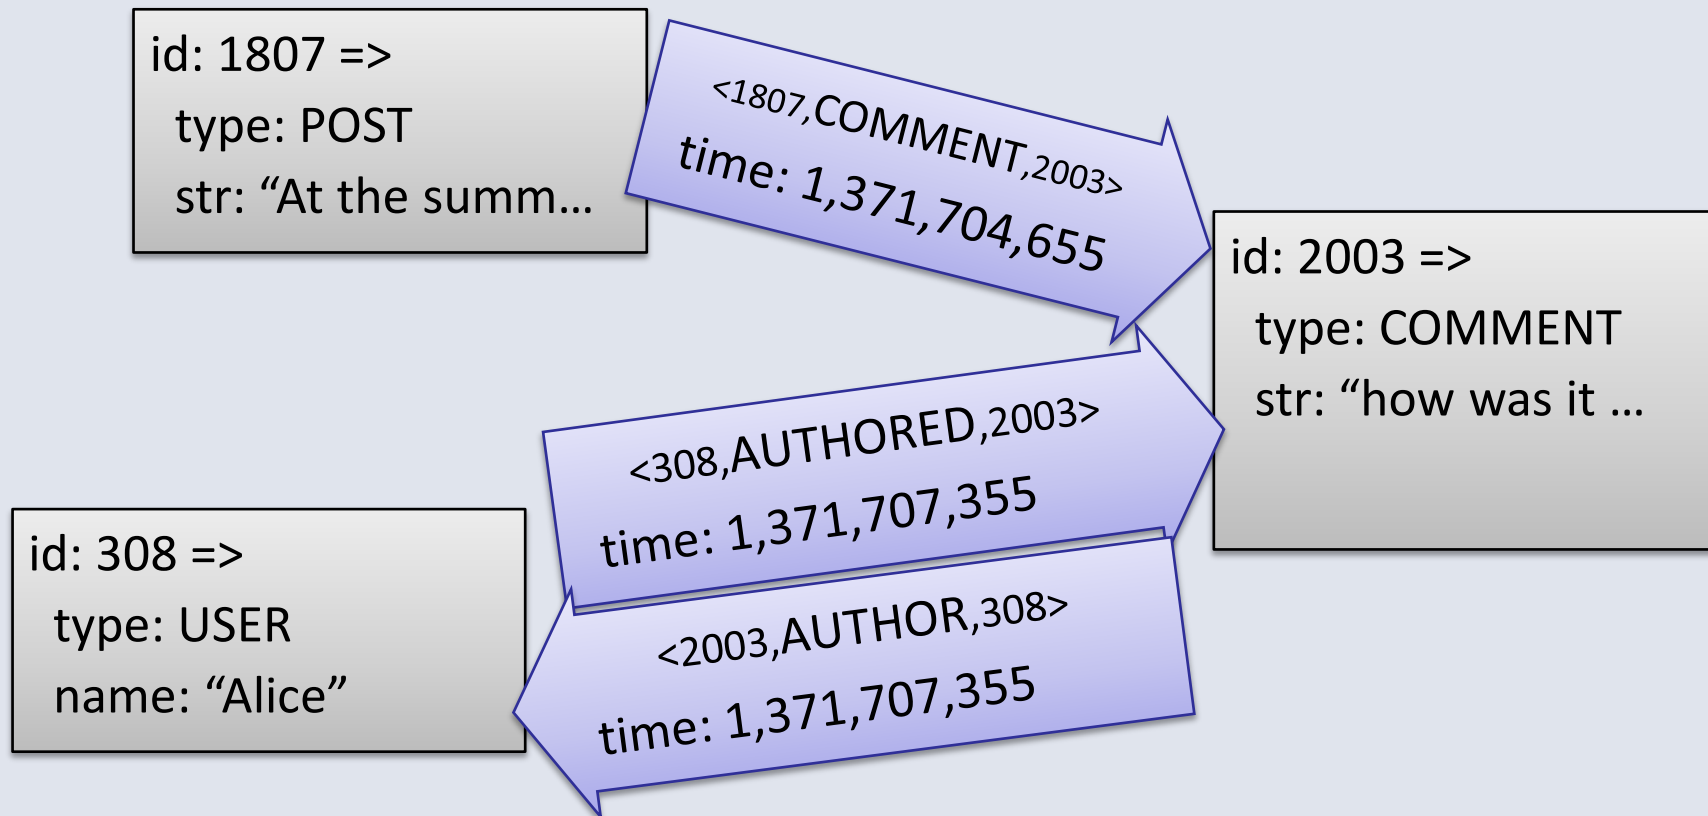 id: 1807 =>
type: POST
str: “At the summ…
<1807,COMMENT,2003>
time: 1,371,704,655
id: 2003 =>
type: COMMENT
str: “how was it …
<308,AUTHORED,2003>
time: 1,371,707,355
id: 308 =>
type: USER
name: “Alice”
<2003,AUTHOR,308>
time: 1,371,707,355